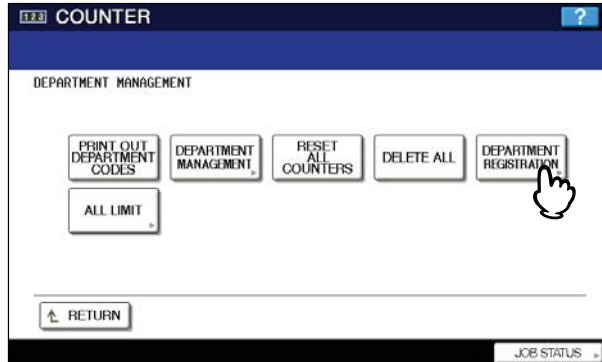 123 COUNTER
?
DEPARTMENT MANAGEMENT
PRINT OUT
DEPARTMENT
CODES
DEPARTMENT
MANAGEMENT
RESET
ALL
COUNTERS
DELETE ALL
DEPARTMENT
REGISTRATION
ALL LIMIT
RETURN
JOB STATUS